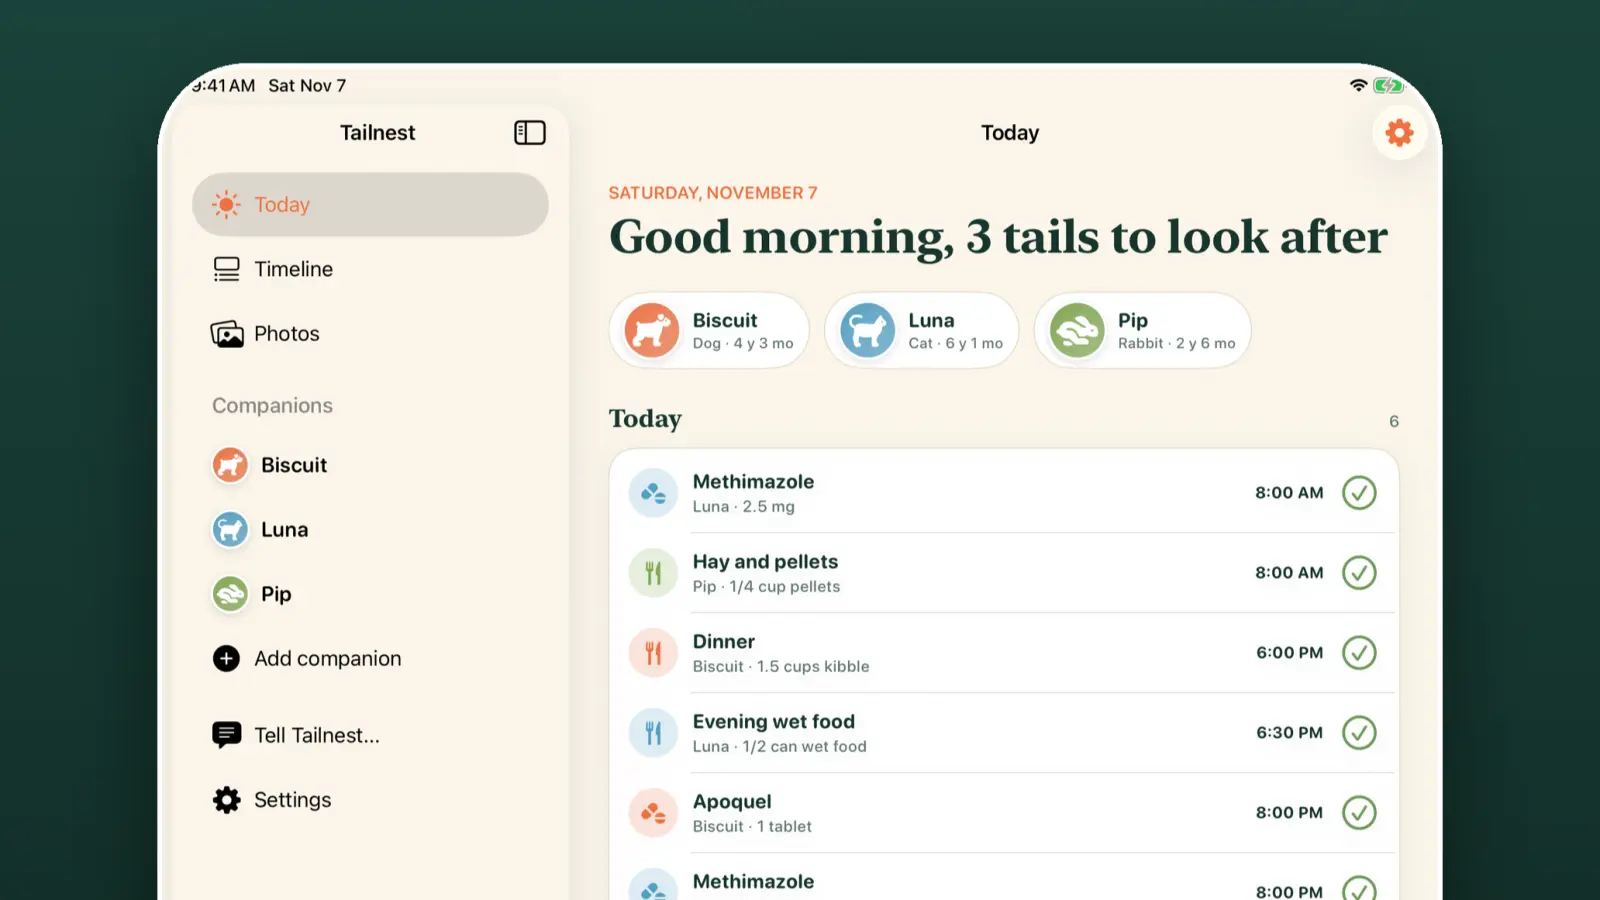 9:41 AM Sat Nov 7
Tailnest
Today
Timeline
Photos
Companions
Biscuit
Luna
Pip
Add companion
Tell Tailnest...
Settings
Today
SATURDAY, NOVEMBER 7
Good morning, 3 tails to look after
Biscuit
Dog · 4 y 3 mo
Luna
Cat · 6 y 1 mo
Pip
Rabbit · 2 y 6 mo
Today 6
Methimazole
Luna · 2.5 mg
8:00 AM
Hay and pellets
Pip · 1/4 cup pellets
8:00 AM
Dinner
Biscuit · 1.5 cups kibble
6:00 PM
Evening wet food
Luna · 1/2 can wet food
6:30 PM
Apoquel
Biscuit · 1 tablet
8:00 PM
Methimazole
8:00 PM